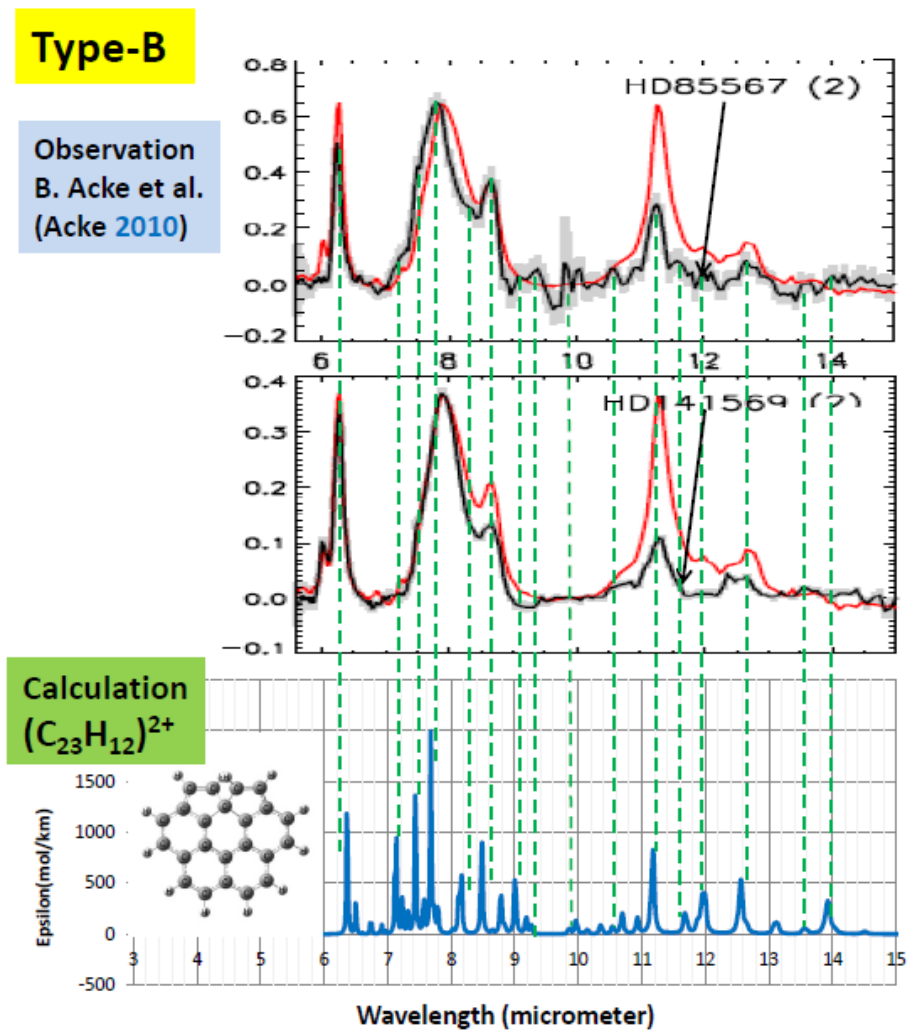 Type-B
Observation
B. Acke et al.
(Acke 2010)
HD85567 (2)
0.8
0.6
0.4
0.2
0.0
−0.2
6 8 10 12 14
HD141569 (2)
0.4
0.3
0.2
0.1
0.0
−0.1
Calculation
(C₂₃H₁₂)²⁺
Epsilon(mol/km)
1500
1000
500
0
-500
3 4 5 6 7 8 9 10 11 12 13 14 15
Wavelength (micrometer)